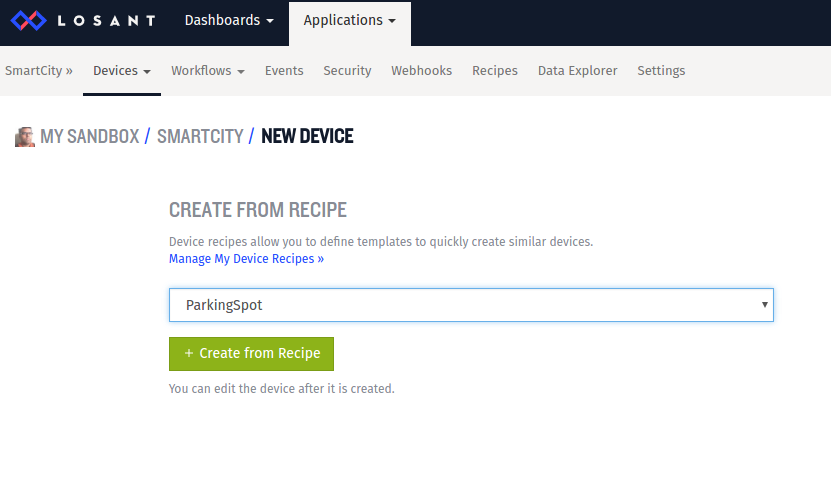 LOSANT Dashboards Applications
SmartCity » Devices Workflows Events Security Webhooks Recipes Data Explorer Settings
MY SANDBOX / SMARTCITY / NEW DEVICE
CREATE FROM RECIPE
Device recipes allow you to define templates to quickly create similar devices.
Manage My Device Recipes »
ParkingSpot
+ Create from Recipe
You can edit the device after it is created.